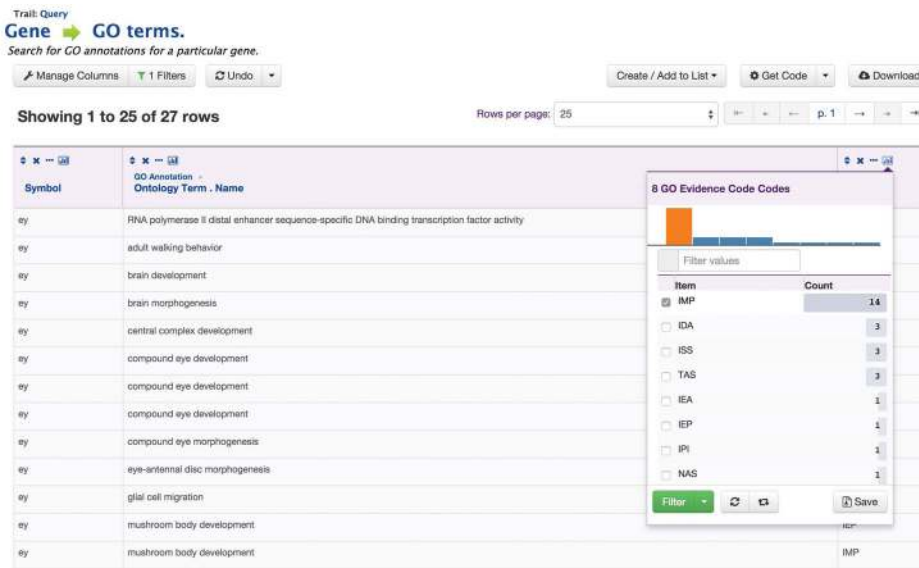 Trail: Query
Gene GO terms.
Search for GO annotations for a particular gene.
Manage Columns 1 Filters Undo Create / Add to List Get Code Download
Showing 1 to 25 of 27 rows Rows per page: 25 p. 1
GO Annotation
Symbol Ontology Term . Name
8 GO Evidence Code Codes
ey RNA polymerase II distal enhancer sequence-specific DNA binding transcription factor activity
ey adult walking behavior
Filter values
ey brain development
Item Count
ey brain morphogenesis
IMP 14
ey central complex development
IDA 3
ey compound eye development
ISS 3
ey compound eye development
TAS 3
ey compound eye development
IEA 1
ey compound eye morphogenesis
IEP 1
ey eye-antennal disc morphogenesis
IPI 1
NAS 1
ey glial cell migration
Filter Save
ey mushroom body development IEP
ey mushroom body development IMP